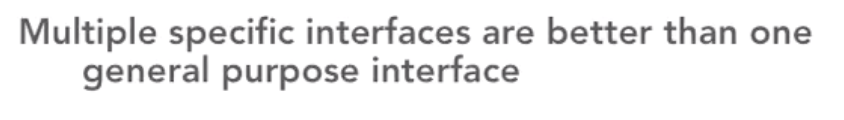 Multiple specific interfaces are better than one
general purpose interface